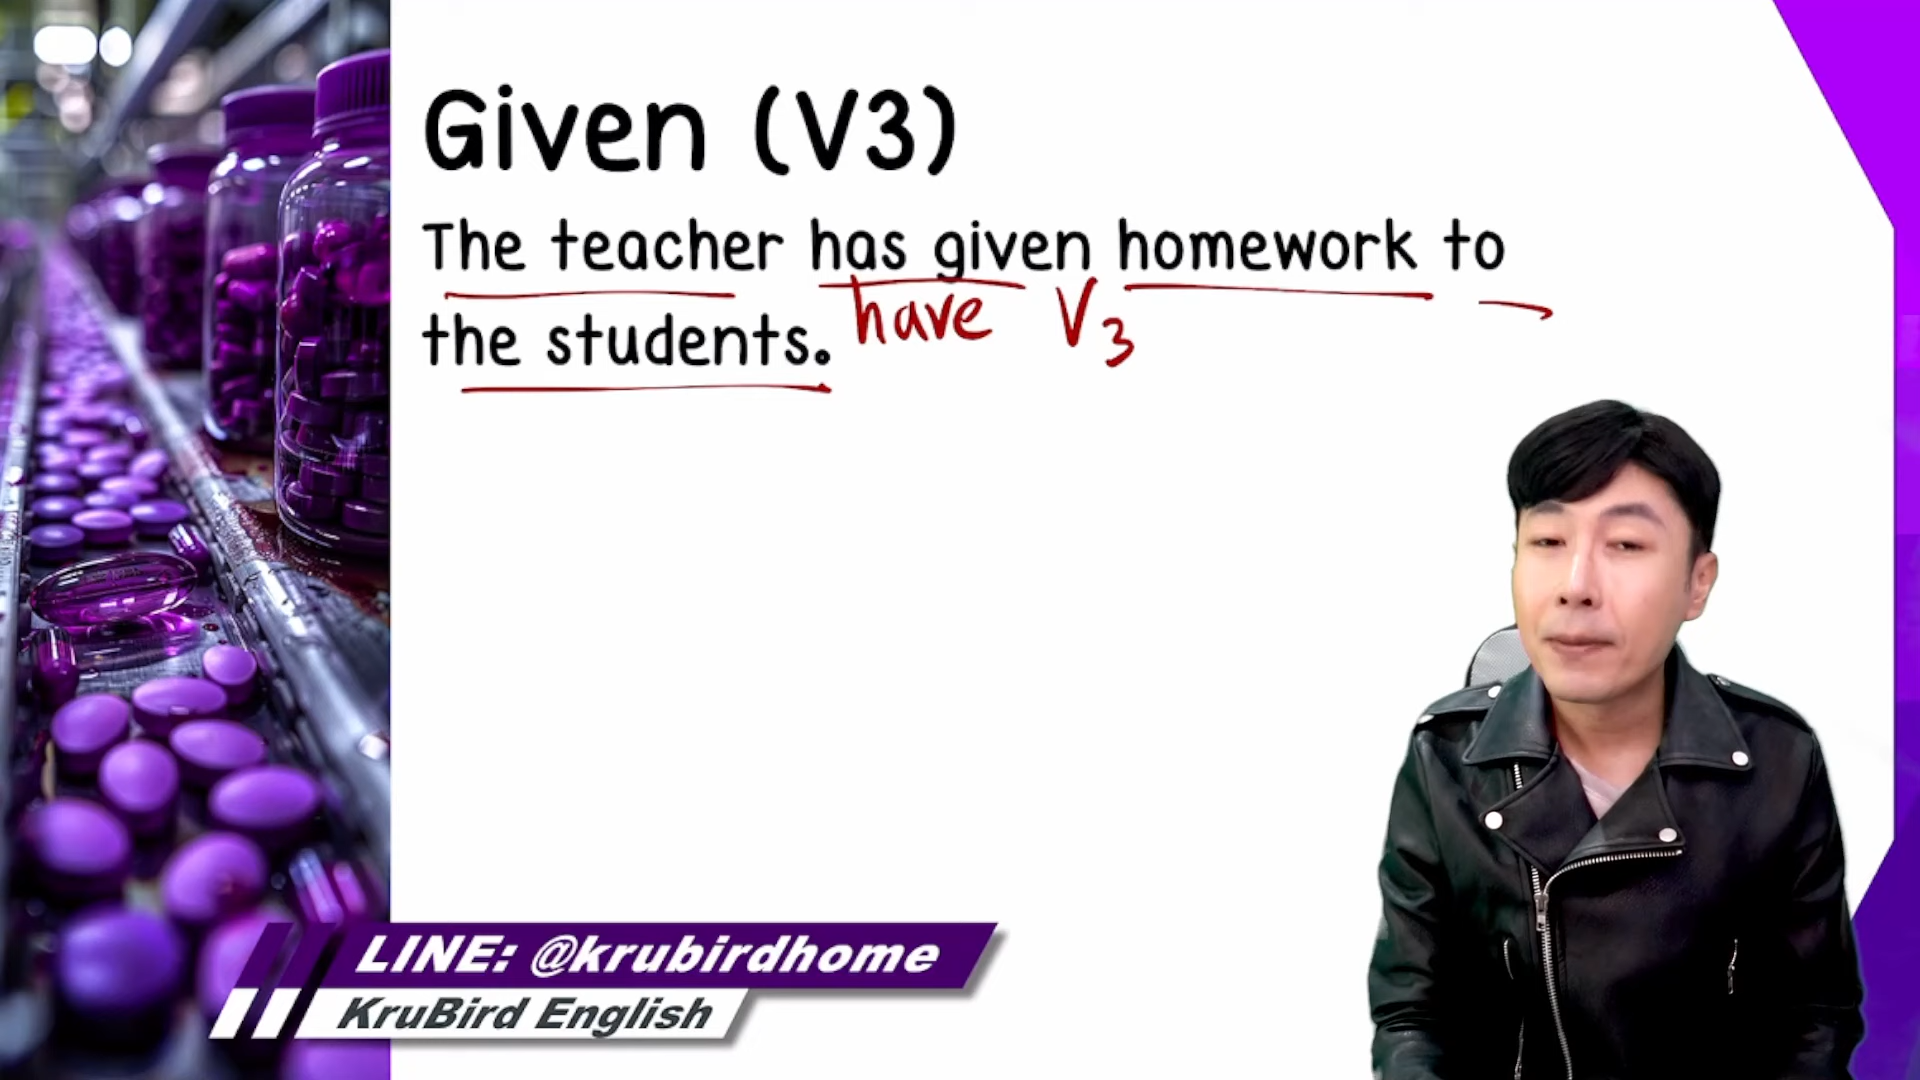 Given (V3)
The teacher has given homework to
have V3
the students.
LINE: @krubirdhome
KruBird English